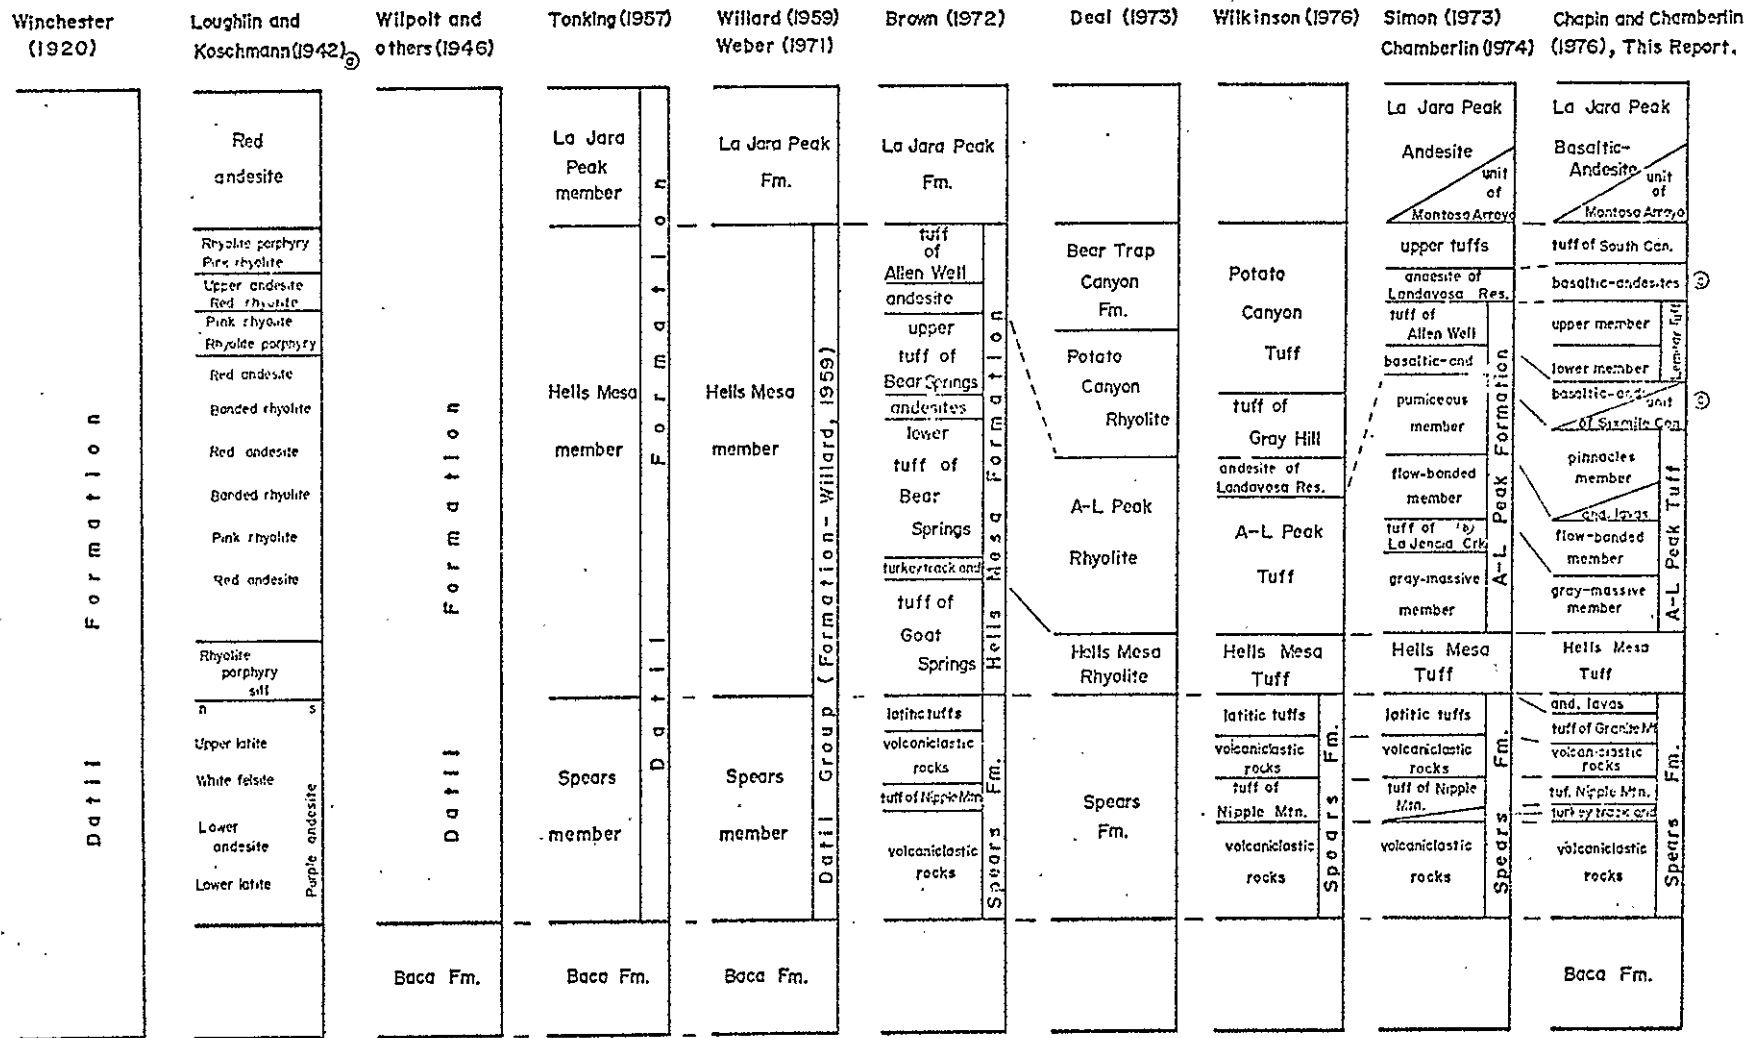 Winchester
(1920)
Datil Formation
Loughlin and
Koschmann(1942)ⓐ
Red
andesite
Rhyolite porphyry
Pink rhyolite
Upper andesite
Red rhyolite
Pink rhyolite
Rhyolite porphyry
Red andesite
Banded rhyolite
Red andesite
Banded rhyolite
Pink rhyolite
Red andesite
Rhyolite
porphyry
sill
n s
Upper latite
White felsite
Lower
andesite
Lower latite
Purple andesite
Wilpolt and
others(1946)
Datil Formation
Baca Fm.
Tonking(1957)
La Jara
Peak
member
Hells Mesa
member
Spears
member
Datil Formation
Baca Fm.
Willard(1959)
Weber(1971)
La Jara Peak
Fm.
Hells Mesa
member
Spears
member
Datil Group (Formation-Willard, 1959)
Baca Fm.
Brown(1972)
La Jara Peak
Fm.
tuff
of
Allen Well
andesite
upper
tuff of
Bear Springs
andesites
lower
tuff of
Bear
Springs
turkey track and
tuff of
Goat
Springs
Hells Mesa Formation
latitic tuffs
volcaniclastic
rocks
tuff of Nipple Mtn
volcaniclastic
rocks
Spears Fm.
Deal (1973)
Bear Trap
Canyon
Fm.
Potato
Canyon
Rhyolite
A-L Peak
Rhyolite
Hells Mesa
Rhyolite
Spears
Fm.
Wilkinson(1976)
Potato
Canyon
Tuff
tuff of
Gray Hill
andesite of
Landavosa Res.
A-L Peak
Tuff
Hells Mesa
Tuff
latitic tuffs
volcaniclastic
rocks
tuff of
Nipple Mtn.
volcaniclastic
rocks
Spears Fm.
Simon(1973)
Chamberlin(1974)
La Jara Peak
Andesite
unit
of
Montosa Arroyo
upper tuffs
andesite of
Landavosa Res.
tuff of
Allen Well
basaltic-and
pumiceous
member
flow-banded
member
tuff of
La Jencia Crk
gray-massive
member
A-L Peak Formation
Hells Mesa
Tuff
latitic tuffs
volcaniclastic
rocks
tuff of Nipple
Mtn.
volcaniclastic
rocks
Spears Fm.
Chapin and Chamberlin
(1976), This Report.
La Jara Peak
Basaltic-
Andesite
unit
of
Montosa Arroyo
tuff of South Can.
basaltic-andesites ⓒ
upper member
lower member
Lemitar Tuff
basaltic-and ⓒ
unit
of Sixmile Can.
pinnacles
member
and. lavas
flow-banded
member
gray-massive
member
A-L Peak Tuff
Hells Mesa
Tuff
and. lavas
tuff of Granite Mt
volcaniclastic
rocks
tuf. Nipple Mtn.
turkey track and
volcaniclastic
rocks
Spears Fm.
Baca Fm.